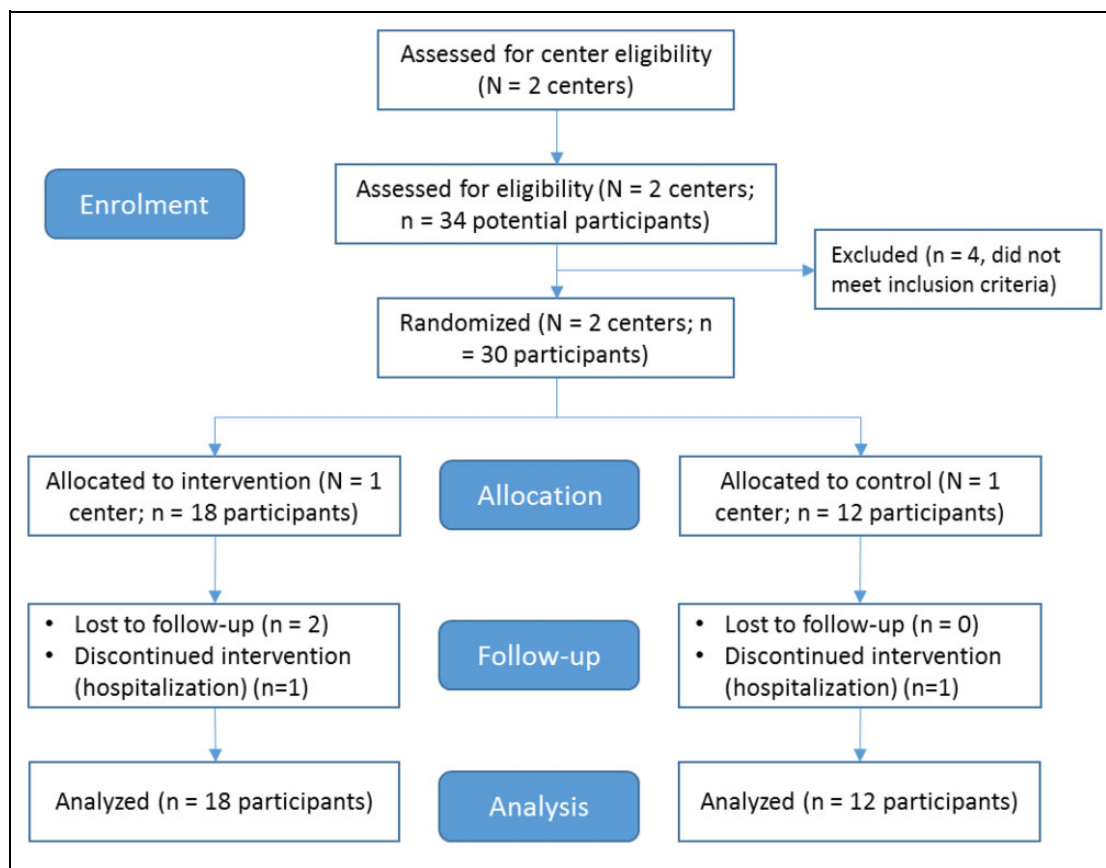 Assessed for center eligibility
(N = 2 centers)
Enrolment
Assessed for eligibility (N = 2 centers;
n = 34 potential participants)
Excluded (n = 4, did not
meet inclusion criteria)
Randomized (N = 2 centers; n
= 30 participants)
Allocated to intervention (N = 1
center; n = 18 participants)
Allocation
Allocated to control (N = 1
center; n = 12 participants)
• Lost to follow-up (n = 2)
• Discontinued intervention
(hospitalization) (n=1)
Follow-up
• Lost to follow-up (n = 0)
• Discontinued intervention
(hospitalization) (n=1)
Analyzed (n = 18 participants)
Analysis
Analyzed (n = 12 participants)